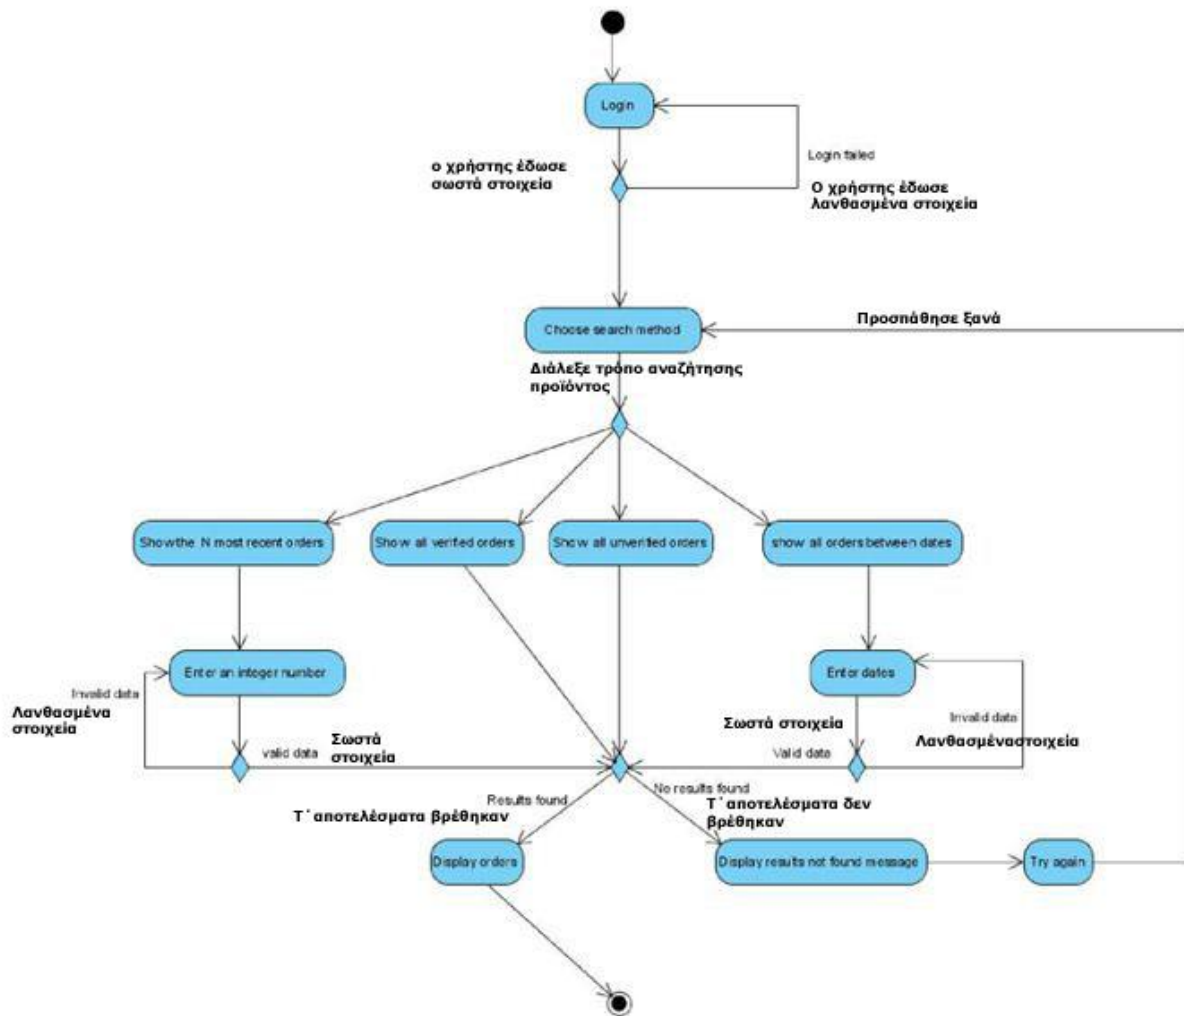 Login
Login failed
ο χρήστης έδωσε
σωστά στοιχεία
Ο χρήστης έδωσε
λανθασμένα στοιχεία
Choose search method
Προσπάθησε ξανά
Διάλεξε τρόπο αναζήτησης
προϊόντος
Showthe N most recent orders
Show all verified orders
Show all unverified orders
show all orders between dates
Enter an integer number
Enter dates
Invalid data
Λανθασμένα
στοιχεία
valid data
Σωστά
στοιχεία
Σωστά στοιχεία
Valid data
Invalid data
Λανθασμέναστοιχεία
Results found
Τ΄αποτελέσματα βρέθηκαν
No results found
Τ΄αποτελέσματα δεν
βρέθηκαν
Display orders
Display results not found message
Try again